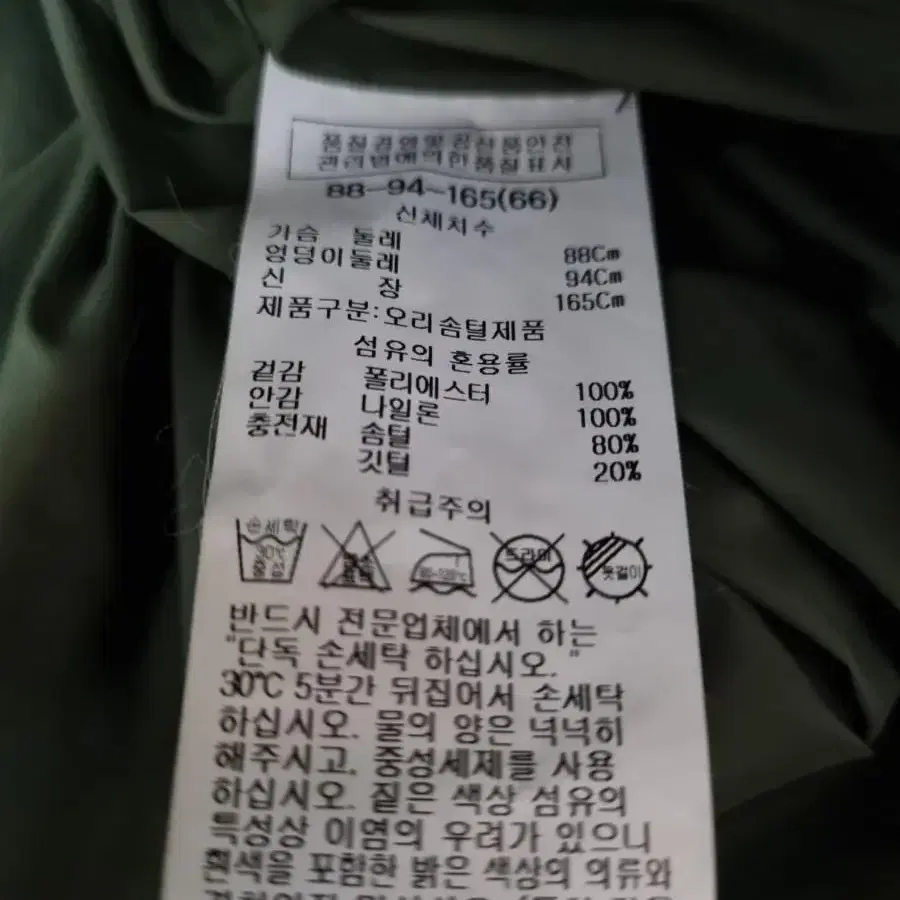 품질경영및공산품안전
관리법에의한품질표시
88-94-165(66)
신체치수
가슴 둘레 88Cm
엉덩이둘레 94Cm
신 장 165Cm
제품구분:오리솜털제품
섬유의 혼용률
겉감 폴리에스터 100%
안감 나일론 100%
충전재 솜털 80%
깃털 20%
취급주의
손세탁
30℃
중성
드라이
옷걸이
반드시 전문업체에서 하는
"단독 손세탁 하십시오."
30℃ 5분간 뒤집어서 손세탁
하십시오. 물의 양은 넉넉히
해주시고. 중성세제를 사용
하십시오. 짙은 색상 섬유의
특성상 이염의 우려가 있으니
흰색을 포함한 밝은 색상의 의류와